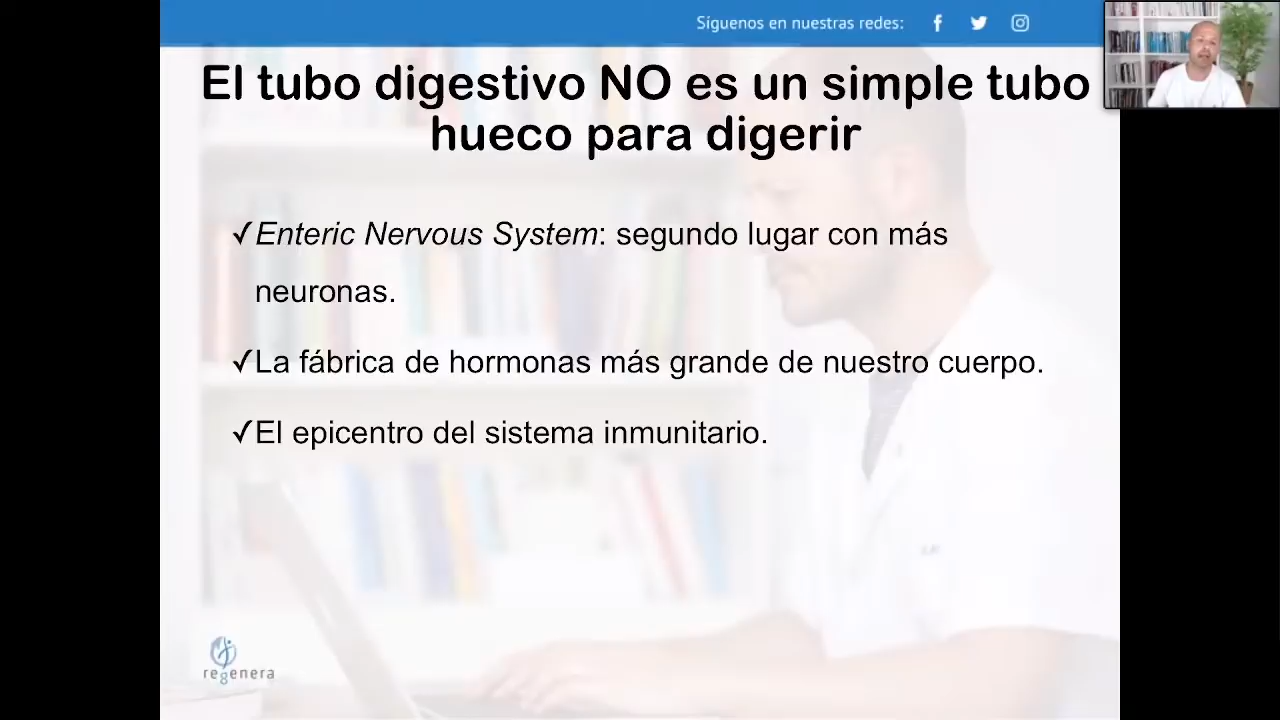 Síguenos en nuestras redes:
El tubo digestivo NO es un simple tubo
hueco para digerir
✓Enteric Nervous System: segundo lugar con más
neuronas.
✓La fábrica de hormonas más grande de nuestro cuerpo.
✓El epicentro del sistema inmunitario.
regenera